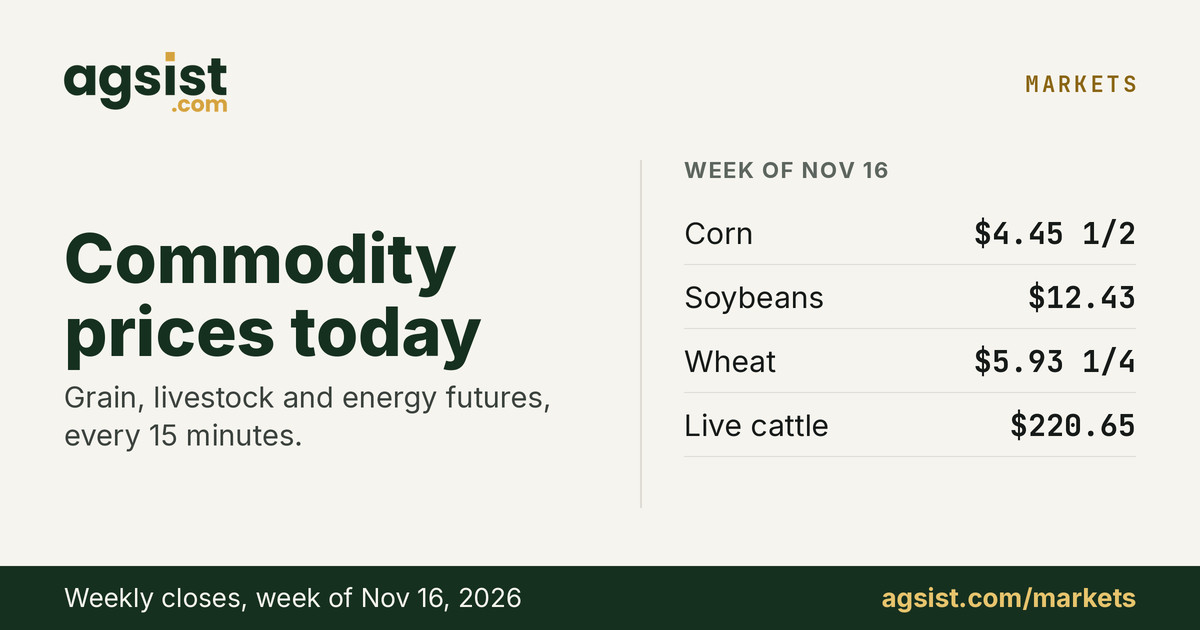 agsist
.com
MARKETS
Commodity
prices today
Grain, livestock and energy futures,
every 15 minutes.
WEEK OF NOV 16
Corn $4.45 1/2
Soybeans $12.43
Wheat $5.93 1/4
Live cattle $220.65
Weekly closes, week of Nov 16, 2026
agsist.com/markets